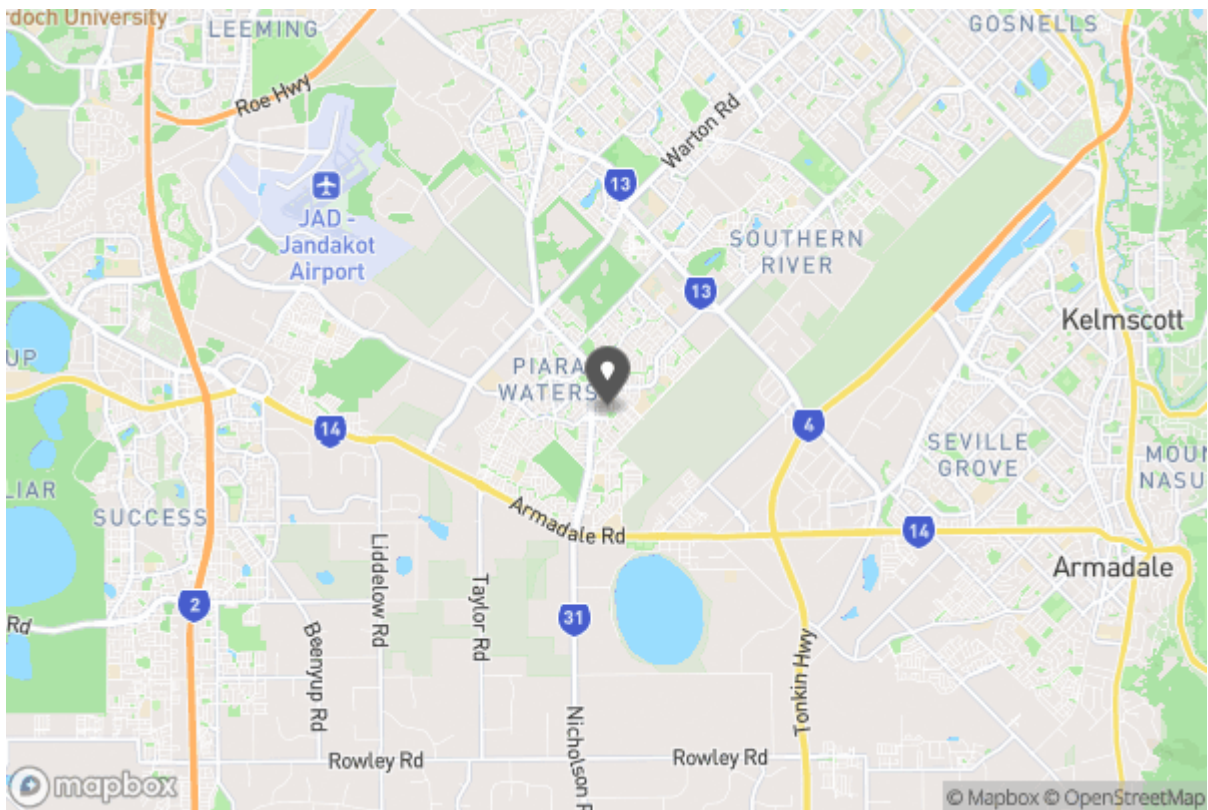 rdoch University
LEEMING
GOSNELLS
Roe Hwy
Warton Rd
13
JAD -
Jandakot
Airport
SOUTHERN
RIVER
13
Kelmscott
UP
PIARA
WATERS
14
4
SEVILLE
GROVE
MOUN
NASU
LIAR
SUCCESS
Armadale Rd
14
Armadale
Liddelow Rd
Taylor Rd
2
31
Rd
Beenyup Rd
Tonkin Hwy
Nicholson R
Rowley Rd
Rowley Rd
mapbox
© Mapbox © OpenStreetMap